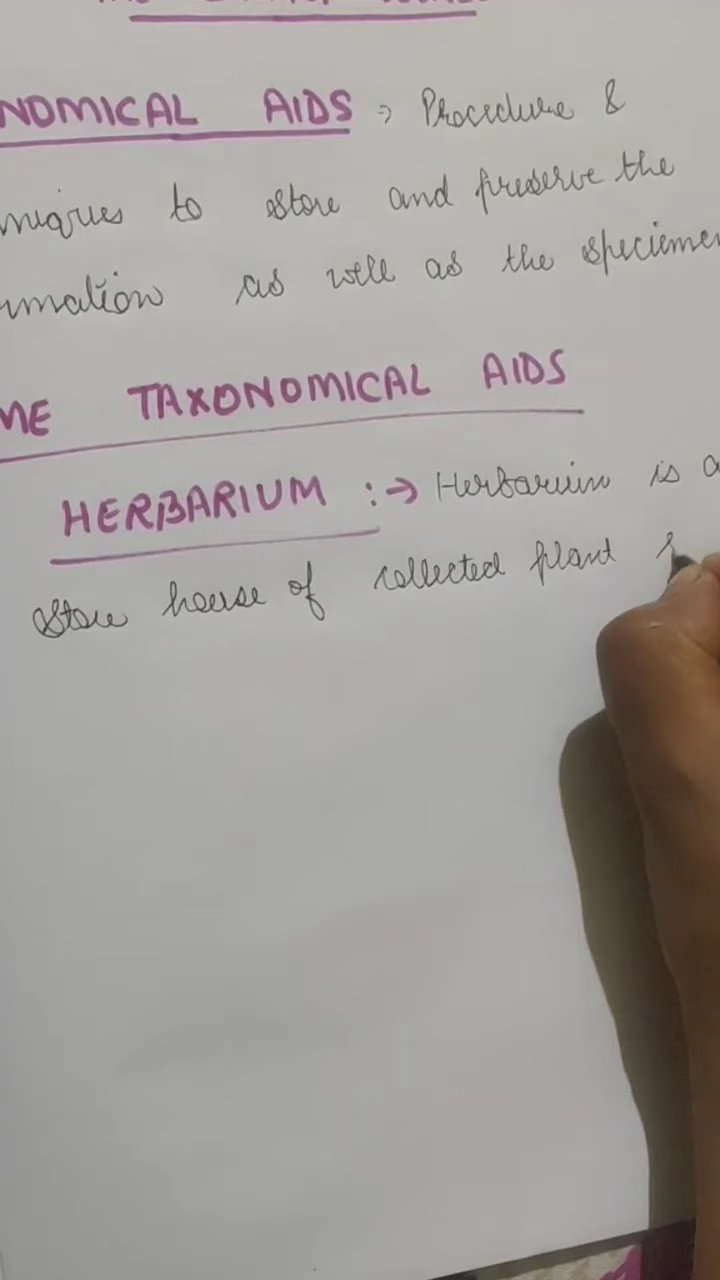 NOMICAL AIDS :→ Procedure &
niques to store and preserve the
rmation as well as the speciemen
ME TAXONOMICAL AIDS
HERBARIUM :→ Herbarium is a
Store house of collected plant s